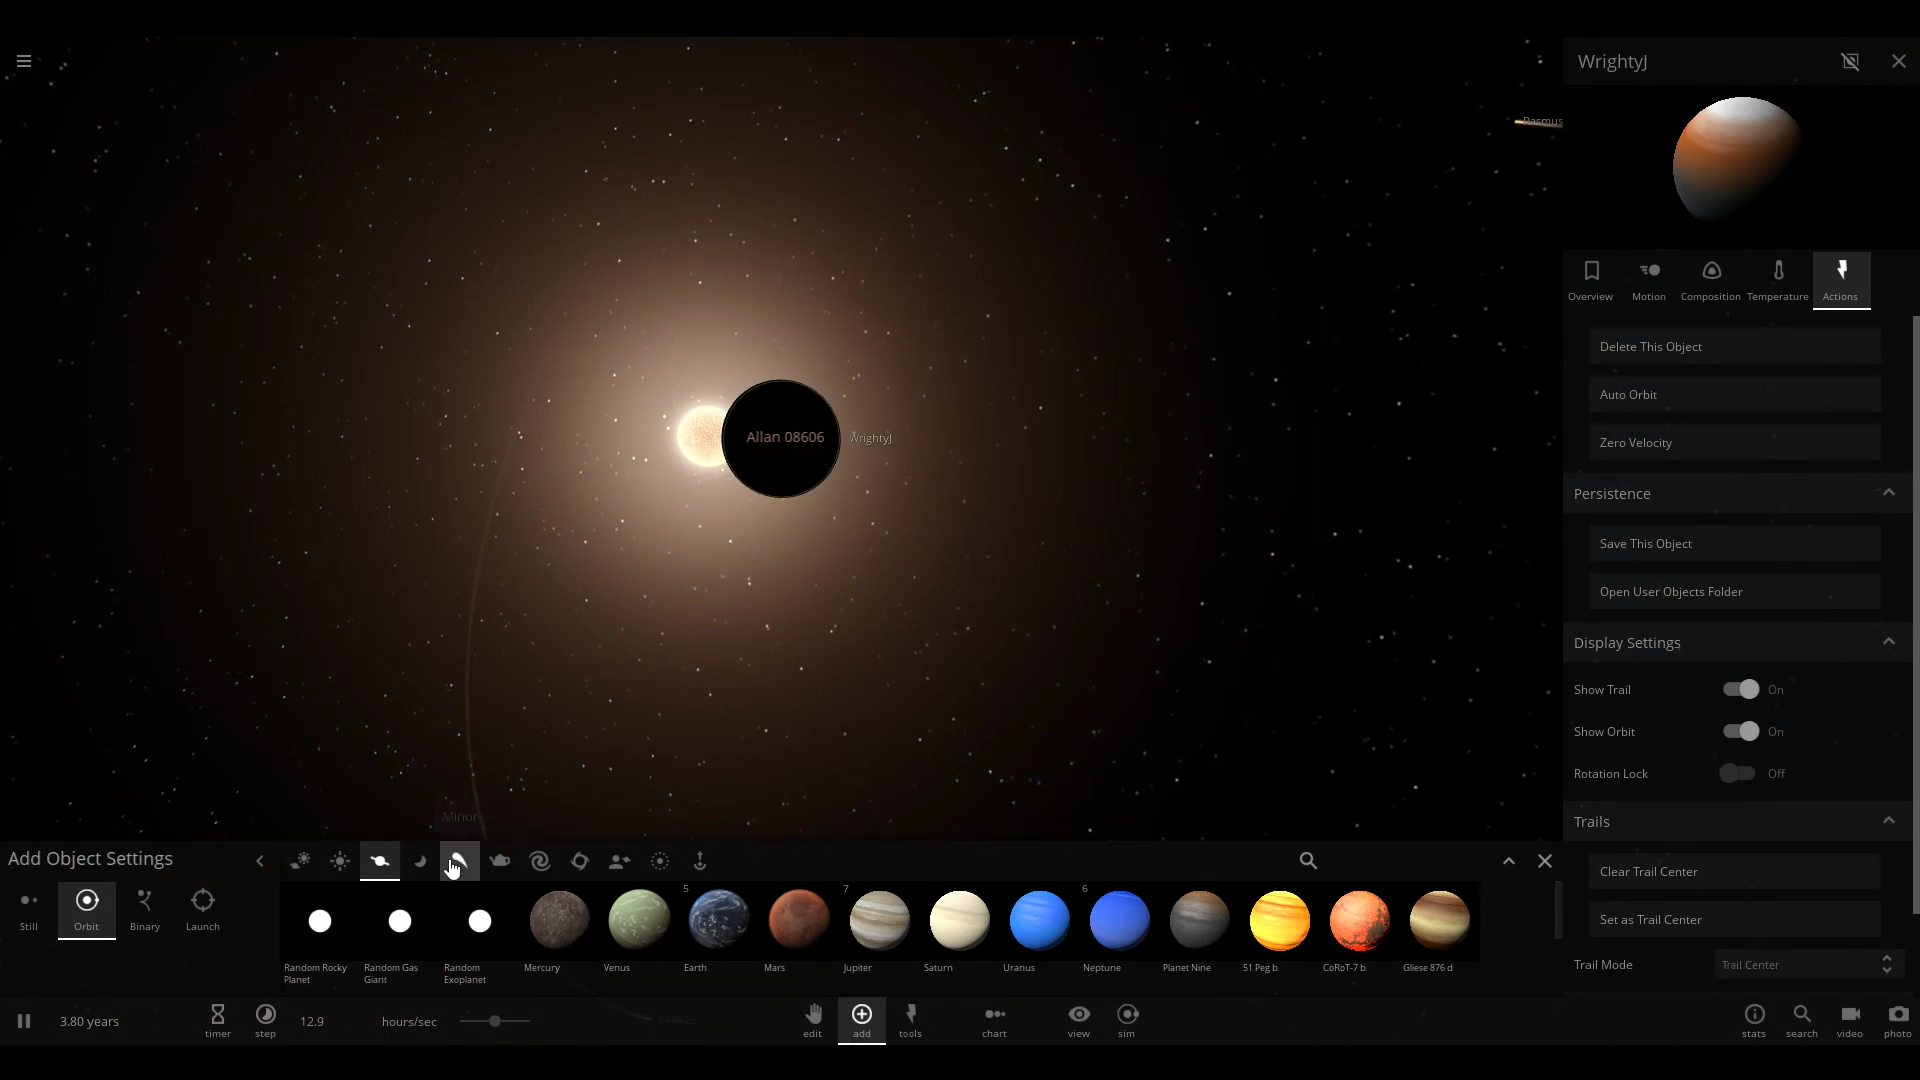 WrightyJ
Rasmus
Allan 08606
WrightyJ
Overview
Motion
Composition
Temperature
Actions
Delete This Object
Auto Orbit
Zero Velocity
Persistence
Save This Object
Open User Objects Folder
Display Settings
Show Trail
On
Show Orbit
On
Rotation Lock
Off
Trails
Clear Trail Center
Set as Trail Center
Trail Mode
Trail Center
Minor
Add Object Settings
Still
Orbit
Binary
Launch
5
7
6
Random Rocky
Planet
Random Gas
Giant
Random
Exoplanet
Mercury
Venus
Earth
Mars
Jupiter
Saturn
Uranus
Neptune
Planet Nine
51 Peg b
CoRoT-7 b
Gliese 876 d
3.80 years
timer
step
12.9
hours/sec
edit
add
tools
chart
view
sim
stats
search
video
photo